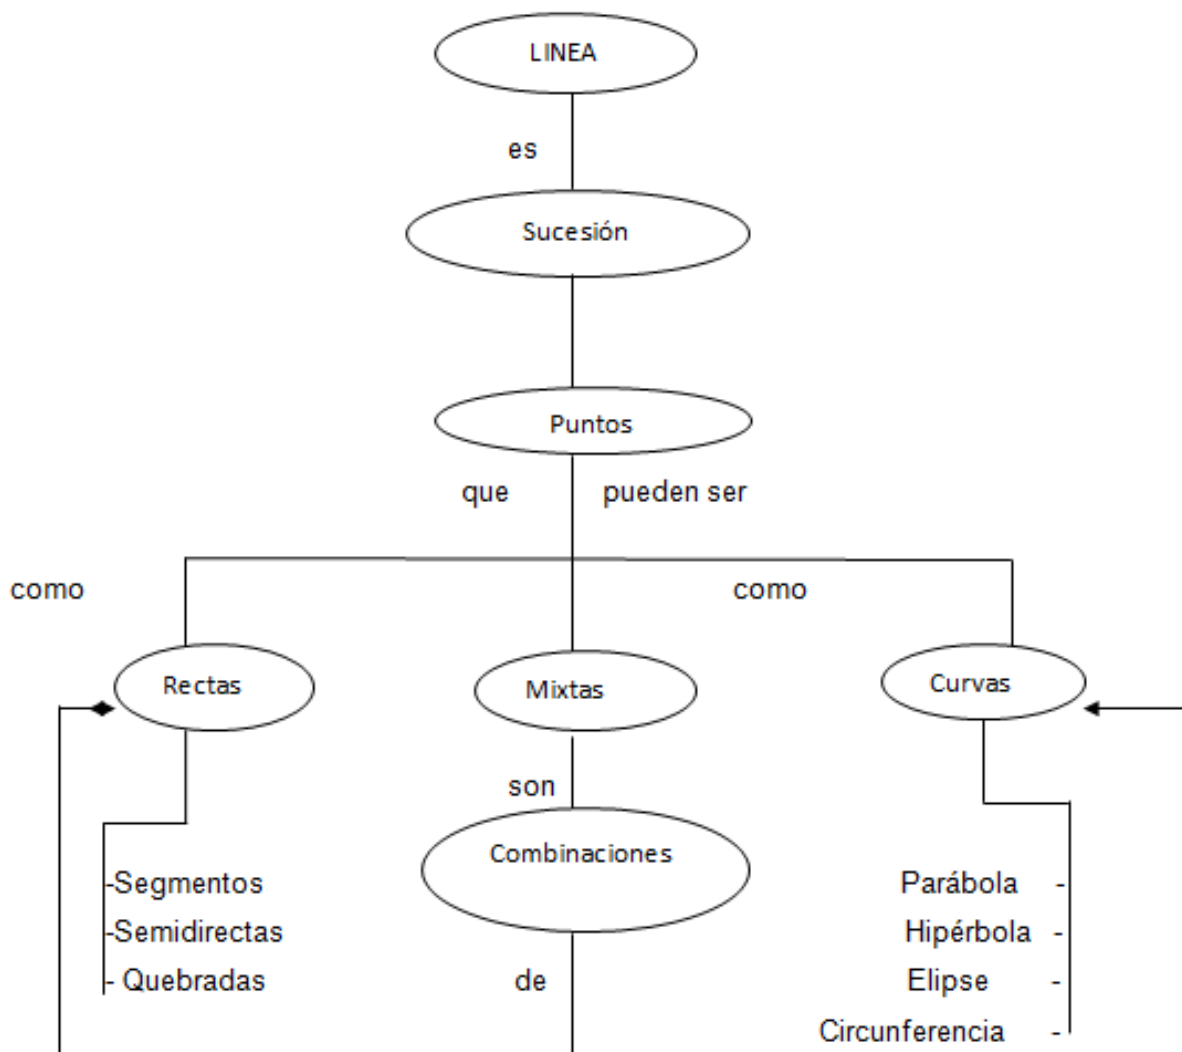 LINEA
es
Sucesión
Puntos
que pueden ser
como como
Rectas Mixtas Curvas
son
Combinaciones
-Segmentos Parábola -
-Semidirectas Hipérbola -
- Quebradas de Elipse -
Circunferencia -